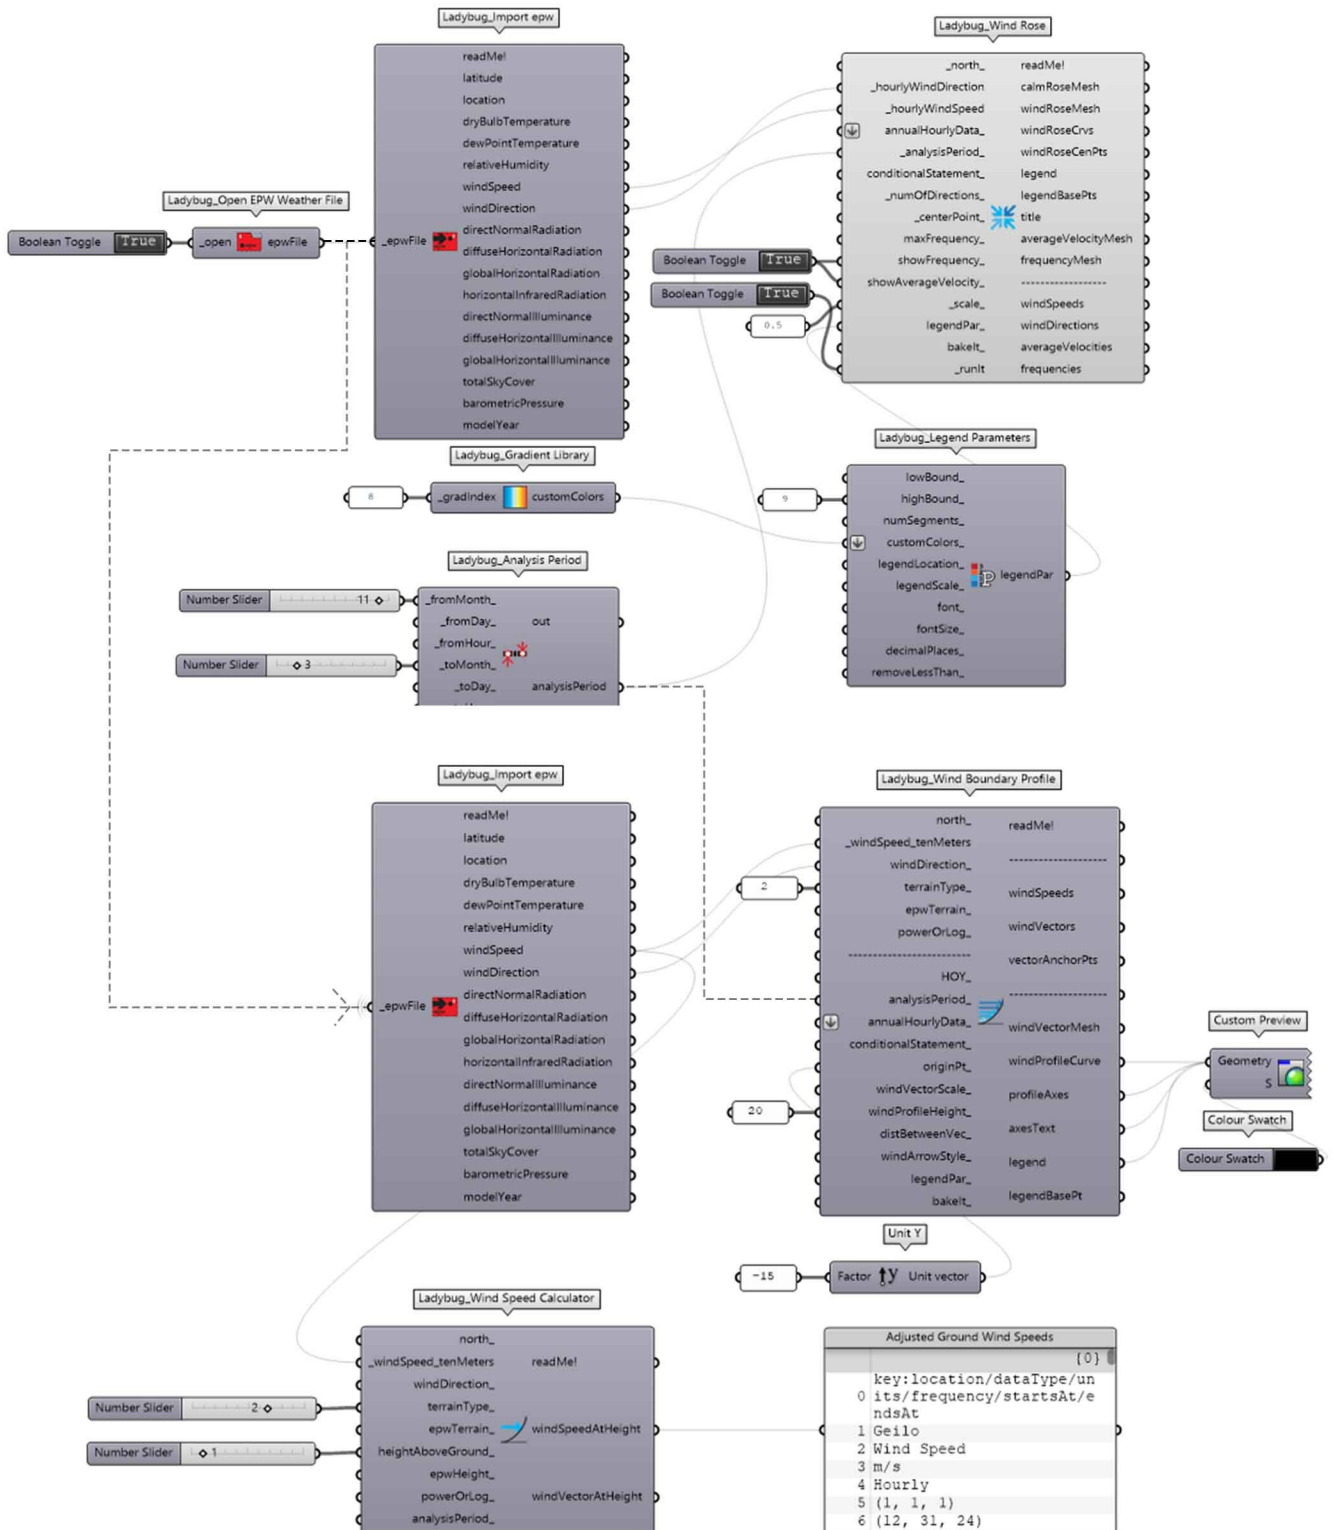 Ladybug_Import epw
readMe!
latitude
location
dryBulbTemperature
dewPointTemperature
relativeHumidity
windSpeed
windDirection
directNormalRadiation
diffuseHorizontalRadiation
globalHorizontalRadiation
horizontalInfraredRadiation
directNormalIlluminance
diffuseHorizontalIlluminance
globalHorizontalIlluminance
totalSkyCover
barometricPressure
modelYear
_epwFile
Ladybug_Open EPW Weather File
Boolean Toggle True
_open epwFile
Ladybug_Wind Rose
_north_ readMe!
_hourlyWindDirection calmRoseMesh
_hourlyWindSpeed windRoseMesh
annualHourlyData_ windRoseCrvs
_analysisPeriod_ windRoseCenPts
conditionalStatement_ legend
_numOfDirections_ legendBasePts
_centerPoint_ title
maxFrequency_ averageVelocityMesh
showFrequency_ frequencyMesh
showAverageVelocity_ -----------------
_scale_ windSpeeds
legendPar_ windDirections
bakeIt_ averageVelocities
_runIt frequencies
Boolean Toggle True
Boolean Toggle True
0.5
Ladybug_Gradient Library
8
_gradIndex customColors
Ladybug_Legend Parameters
9
lowBound_
highBound_
numSegments_
customColors_
legendLocation_
legendScale_
font_
fontSize_
decimalPlaces_
removeLessThan_
legendPar
Ladybug_Analysis Period
Number Slider 11
Number Slider 3
_fromMonth_
_fromDay_ out
_fromHour_
_toMonth_
_toDay_ analysisPeriod
Ladybug_Import epw
readMe!
latitude
location
dryBulbTemperature
dewPointTemperature
relativeHumidity
windSpeed
windDirection
directNormalRadiation
diffuseHorizontalRadiation
globalHorizontalRadiation
horizontalInfraredRadiation
directNormalIlluminance
diffuseHorizontalIlluminance
globalHorizontalIlluminance
totalSkyCover
barometricPressure
modelYear
_epwFile
Ladybug_Wind Boundary Profile
north_
_windSpeed_tenMeters
windDirection_
terrainType_
epwTerrain_
powerOrLog_
-------------------------
HOY_
analysisPeriod_
annualHourlyData_
conditionalStatement_
originPt_
windVectorScale_
windProfileHeight_
distBetweenVec_
windArrowStyle_
legendPar_
bakeIt_
readMe!
--------------------
windSpeeds
windVectors
vectorAnchorPts
--------------------
windVectorMesh
windProfileCurve
profileAxes
axesText
legend
legendBasePt
2
20
Custom Preview
Geometry
S
Colour Swatch
Colour Swatch
Unit Y
-15
Factor y Unit vector
Ladybug_Wind Speed Calculator
north_
_windSpeed_tenMeters readMe!
windDirection_
terrainType_
epwTerrain_ windSpeedAtHeight
heightAboveGround_
epwHeight_
powerOrLog_ windVectorAtHeight
analysisPeriod_
Number Slider 2
Number Slider 1
Adjusted Ground Wind Speeds
{0}
key:location/dataType/un
0 its/frequency/startsAt/e
ndsAt
1 Geilo
2 Wind Speed
3 m/s
4 Hourly
5 (1, 1, 1)
6 (12, 31, 24)